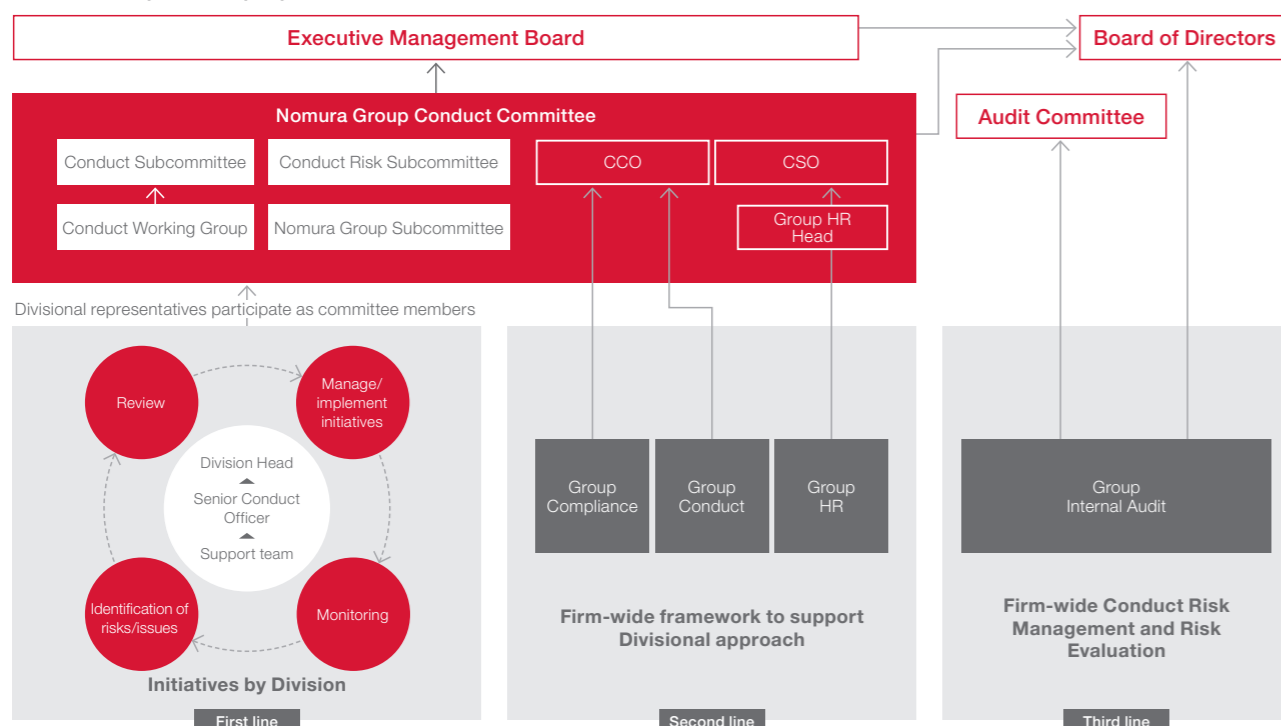 Executive Management Board
Board of Directors
Nomura Group Conduct Committee
Conduct Subcommittee
Conduct Risk Subcommittee
CCO
CSO
Conduct Working Group
Nomura Group Subcommittee
Group HR
Head
Audit Committee
Divisional representatives participate as committee members
Review
Manage/
implement
initiatives
Division Head
Senior Conduct
Officer
Support team
Identification of
risks/issues
Monitoring
Initiatives by Division
First line
Group
Compliance
Group
Conduct
Group
HR
Firm-wide framework to support
Divisional approach
Second line
Group
Internal Audit
Firm-wide Conduct Risk
Management and Risk
Evaluation
Third line